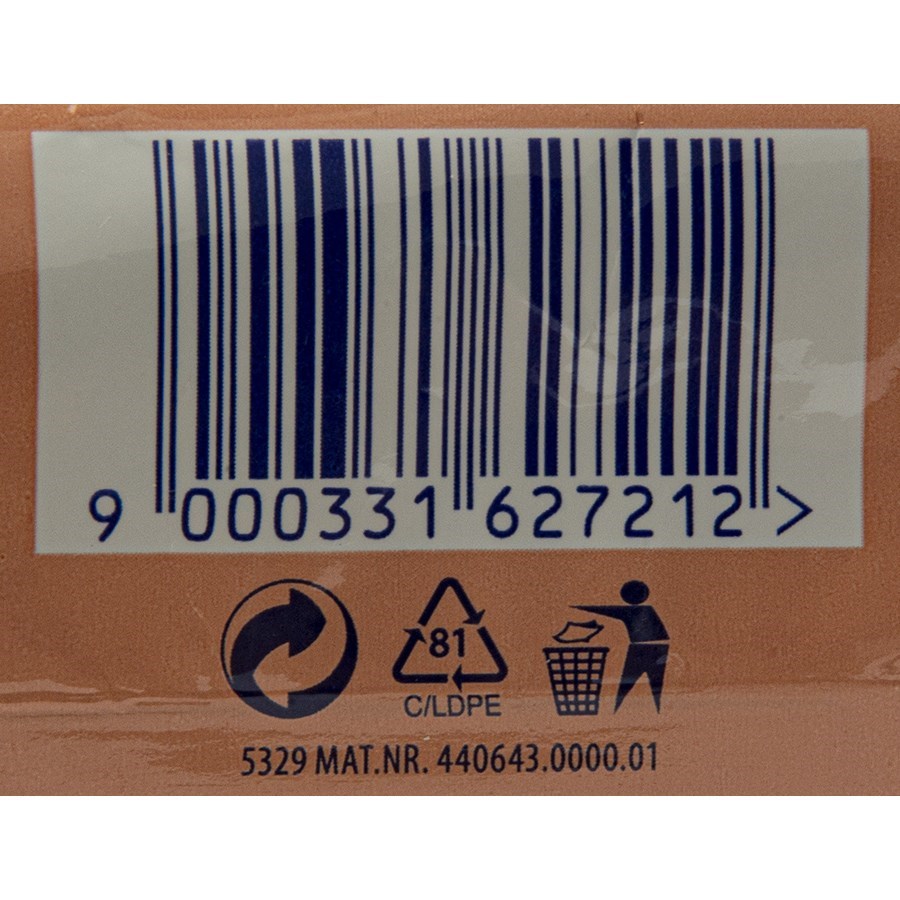 9 000331 627212 >
81
C/LDPE
5329 MAT.NR. 440643.0000.01